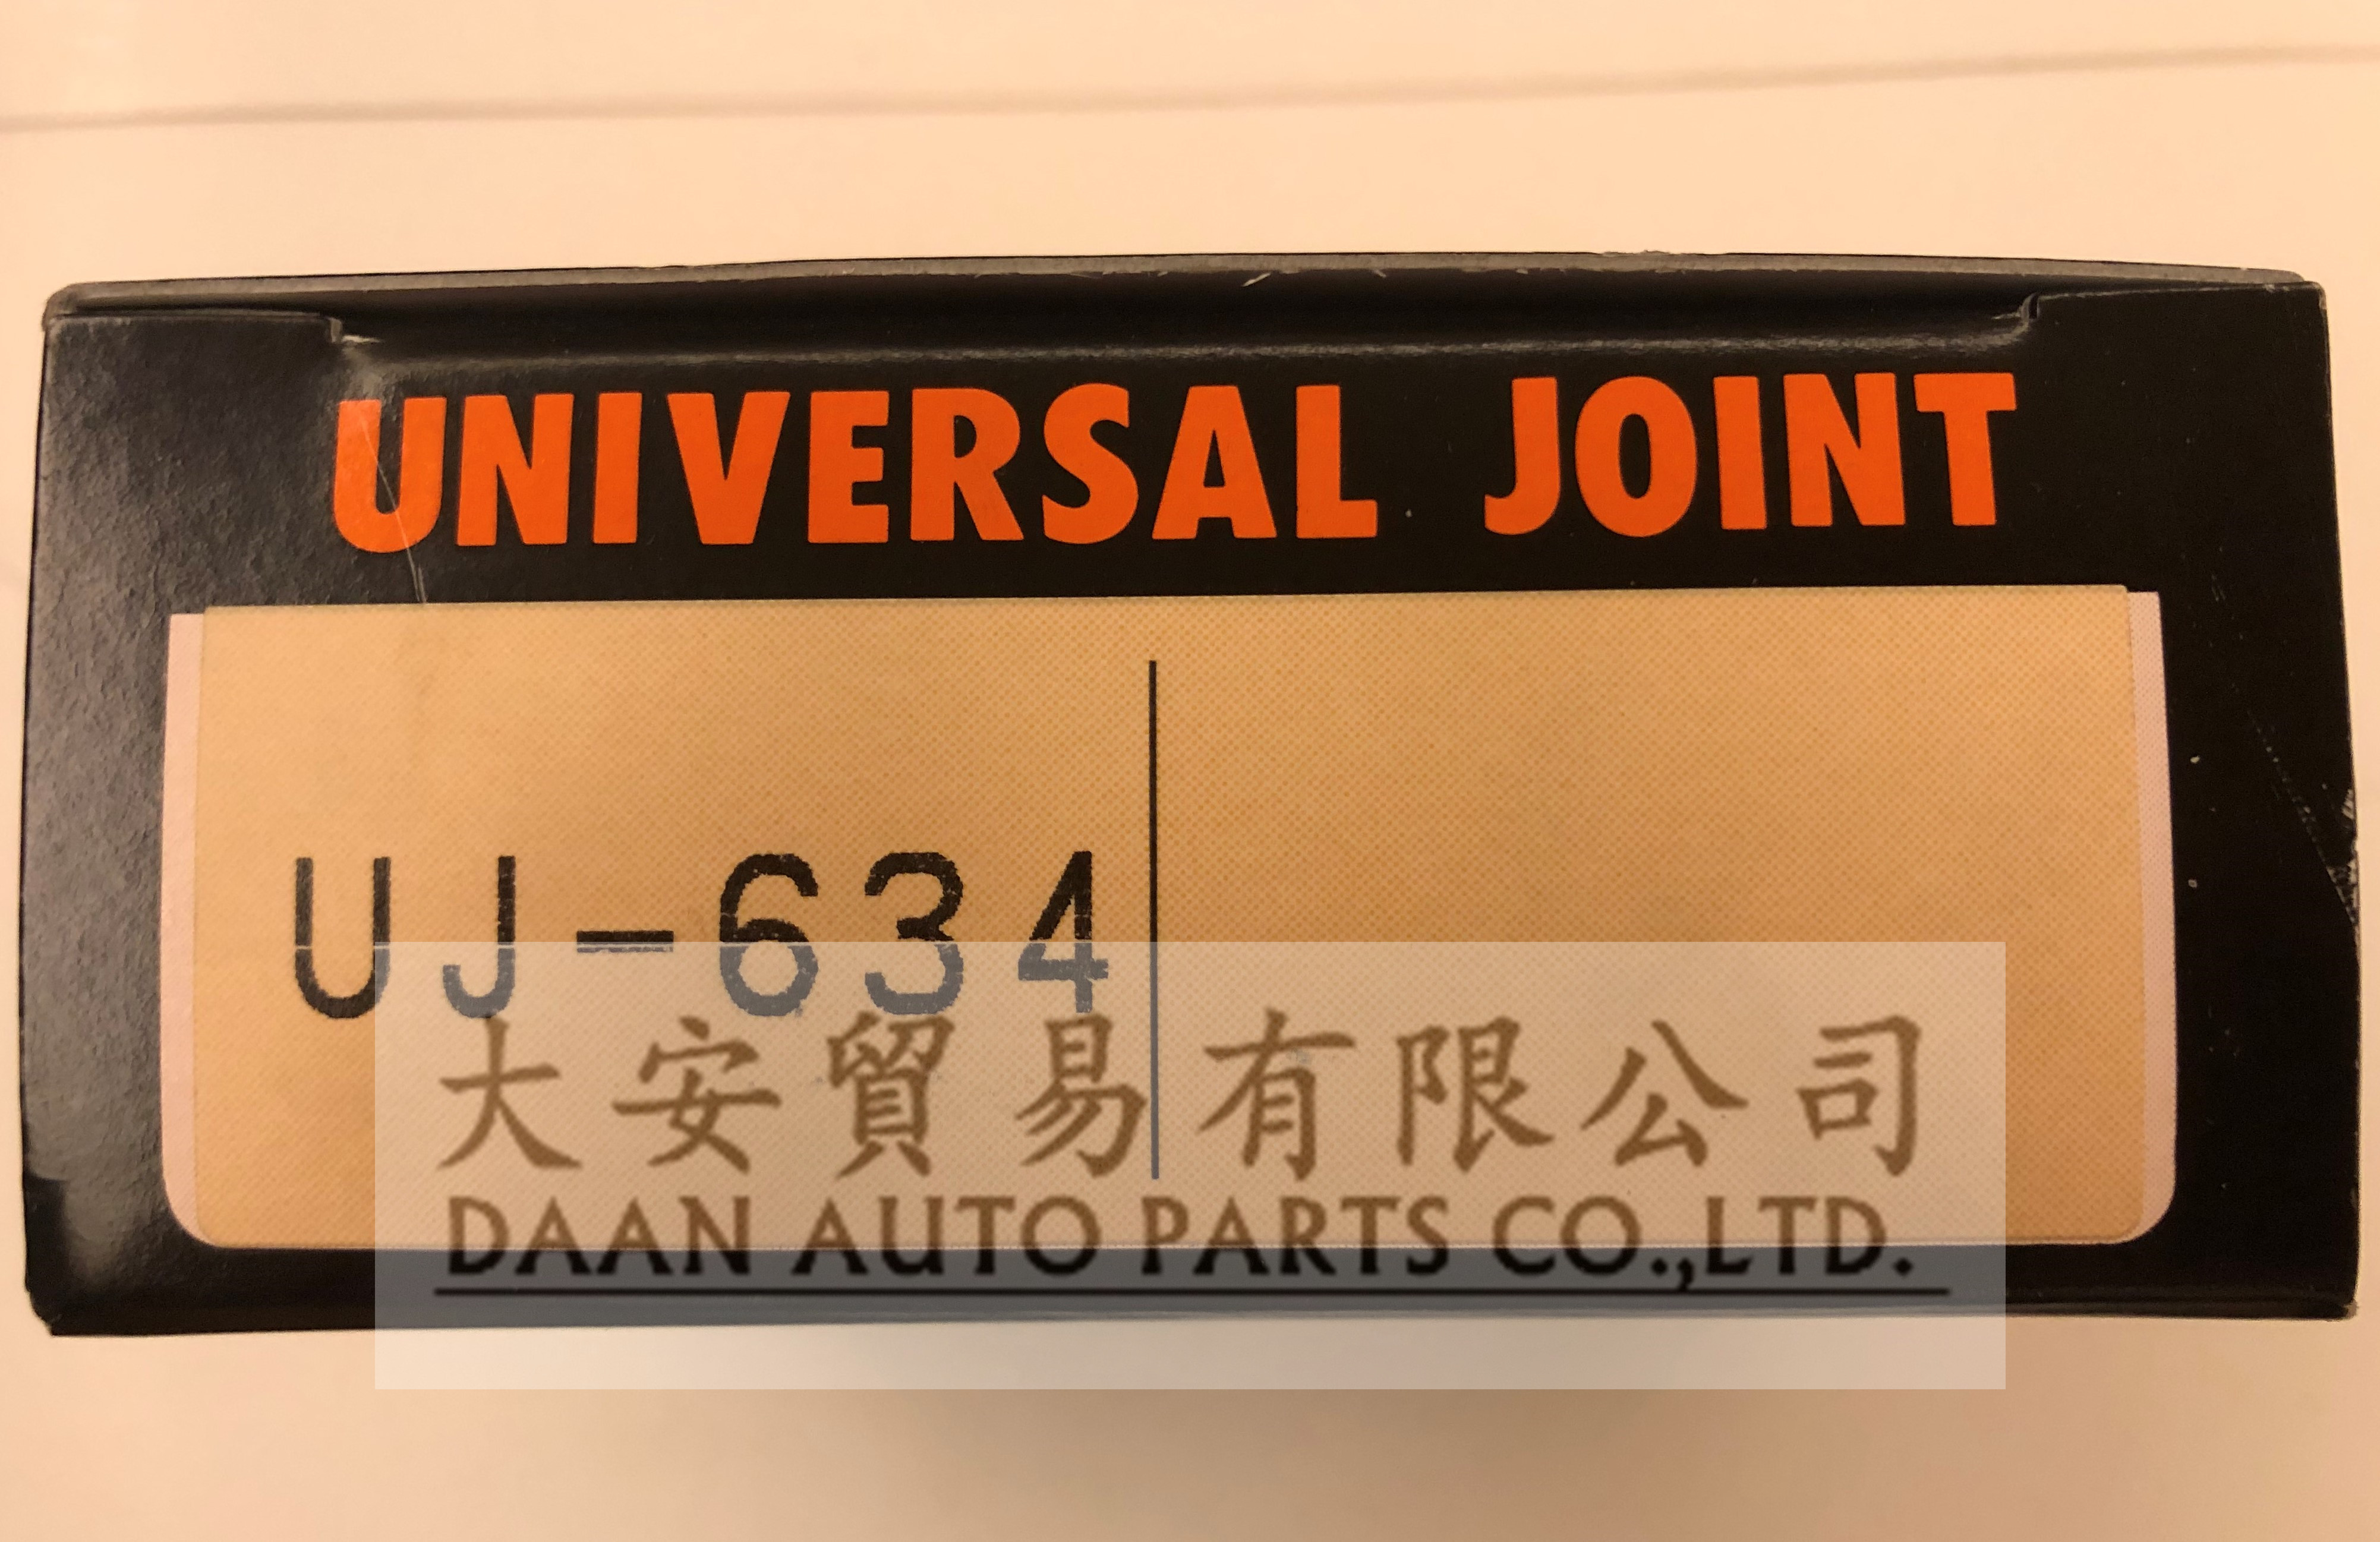 UNIVERSAL JOINT
UJ-634
大安貿易有限公司
DAAN AUTO PARTS CO.,LTD.